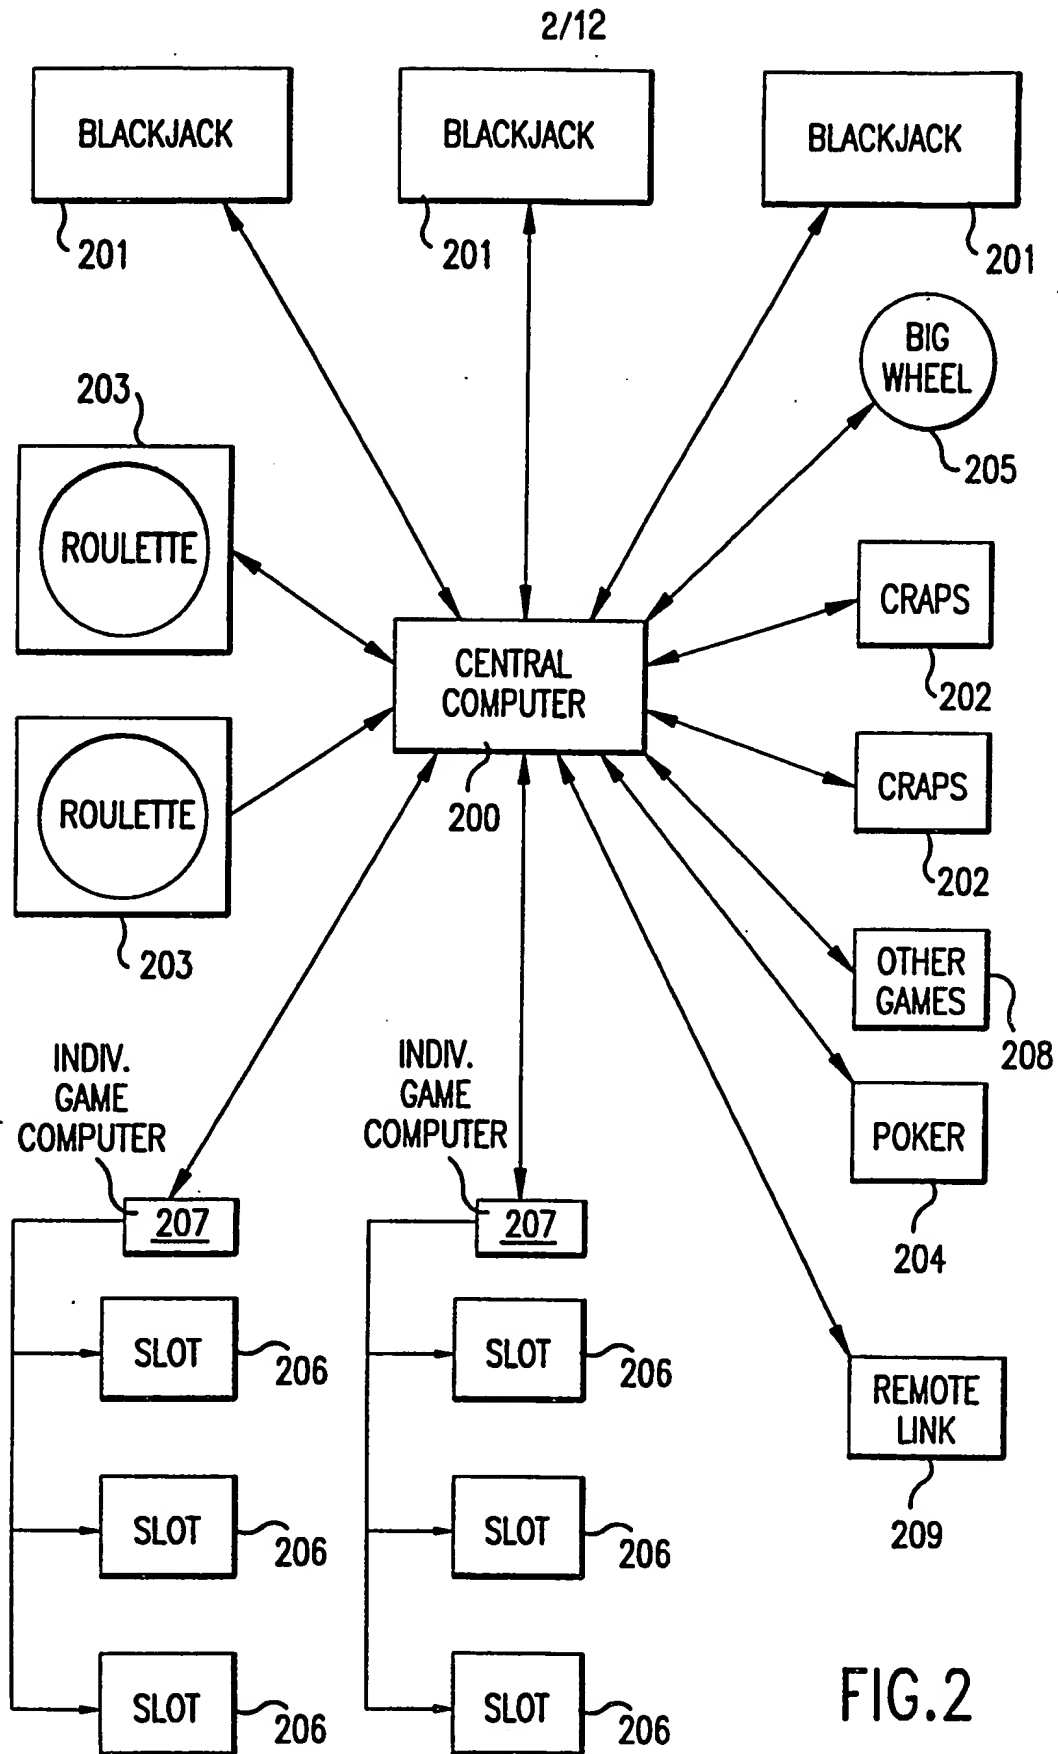 2/12
BLACKJACK
BLACKJACK
BLACKJACK
201
201
201
BIG
WHEEL
205
203
ROULETTE
CRAPS
202
CENTRAL
COMPUTER
200
ROULETTE
203
CRAPS
202
OTHER
GAMES
208
POKER
204
INDIV.
GAME
COMPUTER
207
INDIV.
GAME
COMPUTER
207
SLOT
206
SLOT
206
REMOTE
LINK
209
SLOT
206
SLOT
206
SLOT
206
SLOT
206
FIG.2